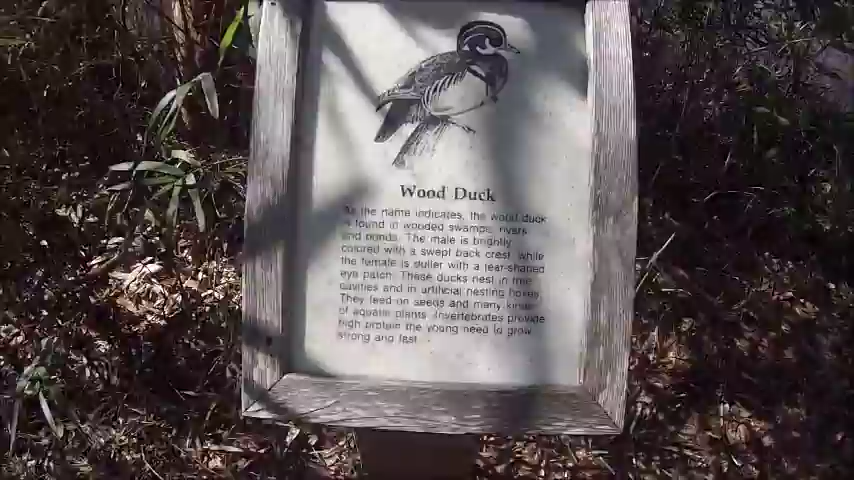 Wood Duck
As the name indicates, the wood duck
is found in wooded swamps, rivers
and ponds. The male is brightly
colored with a swept back crest, while
the female is duller with a tear-shaped
eye patch. These ducks nest in tree
cavities and in artificial nesting boxes.
They feed on seeds and many kinds
of aquatic plants. Invertebrates provide
high protein the young need to grow
strong and fast.